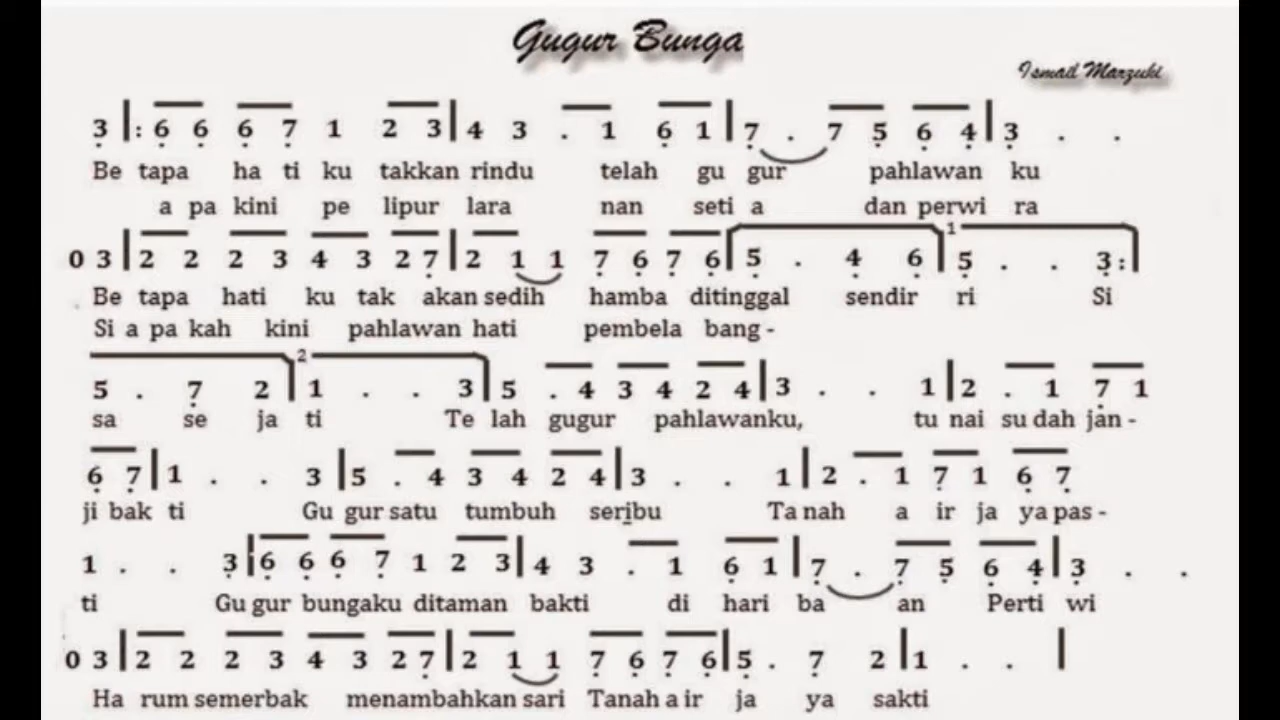 Gugur Bunga
Ismail Marzuki
3 |: 6 6 6 7 1 2 3 | 4 3 . 1 6 1 | 7 . 7 5 6 4 | 3 . .
Be tapa ha ti ku takkan rindu telah gu gur pahlawan ku
a pa kini pe lipur lara nan seti a dan perwi ra
0 3 | 2 2 2 3 4 3 2 7 | 2 1 1 7 6 7 6 | 5 . 4 6 | 1 5 . . 3 :|
Be tapa hati ku tak akan sedih hamba ditinggal sendir ri Si
Si a pa kah kini pahlawan hati pembela bang -
5 . 7 2 | 2 1 . . 3 | 5 . 4 3 4 2 4 | 3 . . 1 | 2 . 1 7 1
sa se ja ti Te lah gugur pahlawanku, tu nai su dah jan -
6 7 | 1 . . 3 | 5 . 4 3 4 2 4 | 3 . . 1 | 2 . 1 7 1 6 7
ji bak ti Gu gur satu tumbuh seribu Ta nah a ir ja ya pas -
1 . . 3 | 6 6 6 7 1 2 3 | 4 3 . 1 6 1 | 7 . 7 5 6 4 | 3 . .
ti Gu gur bungaku ditaman bakti di hari ba an Perti wi
0 3 | 2 2 2 3 4 3 2 7 | 2 1 1 7 6 7 6 | 5 . 7 2 | 1 . . |
Ha rum semerbak menambahkan sari Tanah a ir ja ya sakti